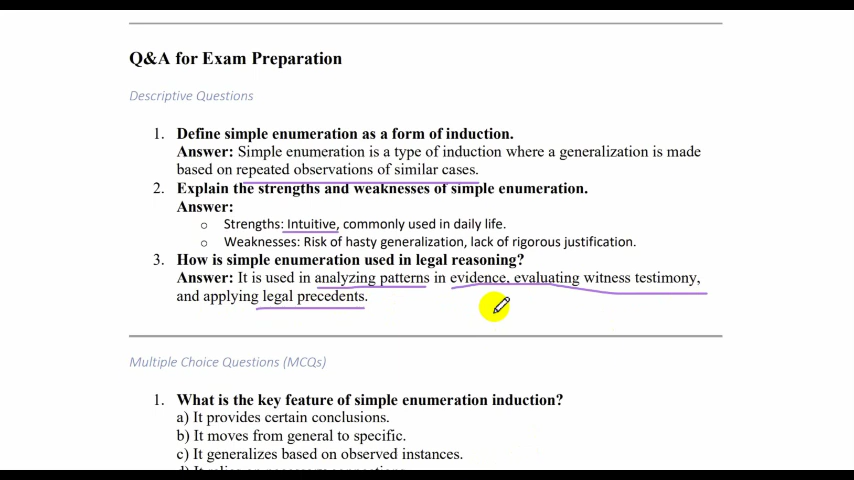 Q&A for Exam Preparation
Descriptive Questions
1. Define simple enumeration as a form of induction.
Answer: Simple enumeration is a type of induction where a generalization is made
based on repeated observations of similar cases.
2. Explain the strengths and weaknesses of simple enumeration.
Answer:
○ Strengths: Intuitive, commonly used in daily life.
○ Weaknesses: Risk of hasty generalization, lack of rigorous justification.
3. How is simple enumeration used in legal reasoning?
Answer: It is used in analyzing patterns in evidence, evaluating witness testimony,
and applying legal precedents.
Multiple Choice Questions (MCQs)
1. What is the key feature of simple enumeration induction?
a) It provides certain conclusions.
b) It moves from general to specific.
c) It generalizes based on observed instances.